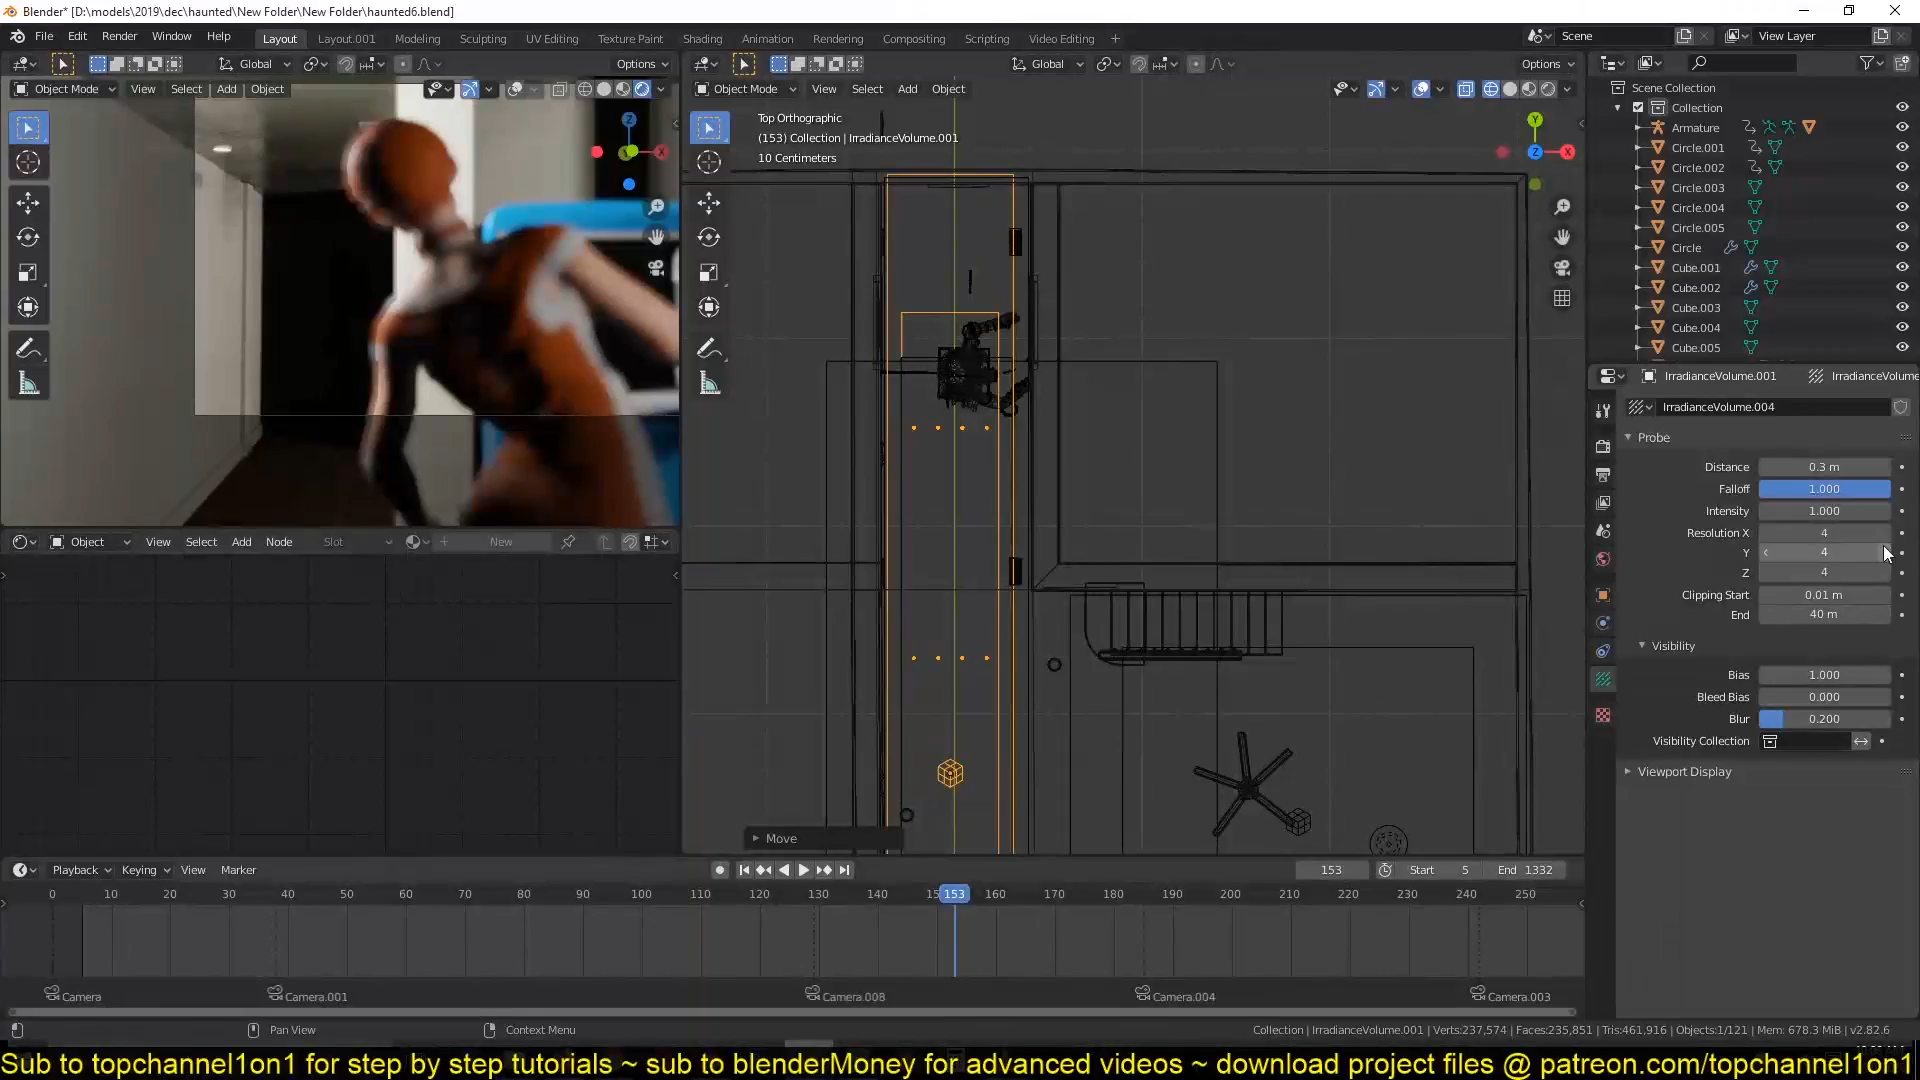 Blender* [D:\models\2019\dec\haunted\New Folder\New Folder\haunted6.blend]
File Edit Render Window Help Layout Layout.001 Modeling Sculpting UV Editing Texture Paint Shading Animation Rendering Compositing Scripting Video Editing + Scene View Layer
Global Options Global Options
Object Mode View Select Add Object Object Mode View Select Add Object
Top Orthographic
(153) Collection | IrradianceVolume.001
10 Centimeters
Scene Collection
Collection
Armature
Circle.001
Circle.002
Circle.003
Circle.004
Circle.005
Circle
Cube.001
Cube.002
Cube.003
Cube.004
Cube.005
IrradianceVolume.001 IrradianceVolume
IrradianceVolume.004
Probe
Distance 0.3 m
Falloff 1.000
Intensity 1.000
Resolution X 4
Y 4
Z 4
Clipping Start 0.01 m
End 40 m
Visibility
Bias 1.000
Bleed Bias 0.000
Blur 0.200
Visibility Collection
Viewport Display
Object View Select Add Node Slot New
Move
Playback Keying View Marker 153 Start 5 End 1332
0 10 20 30 40 50 60 70 80 90 100 110 120 130 140 15 153 160 170 180 190 200 210 220 230 240 250
Camera Camera.001 Camera.008 Camera.004 Camera.003
Pan View Context Menu Collection | IrradianceVolume.001 | Verts:237,574 | Faces:235,851 | Tris:461,916 | Objects:1/121 | Mem: 678.3 MiB | v2.82.6
Sub to topchannel1on1 for step by step tutorials ~ sub to blenderMoney for advanced videos ~ download project files @ patreon.com/topchannel1on1